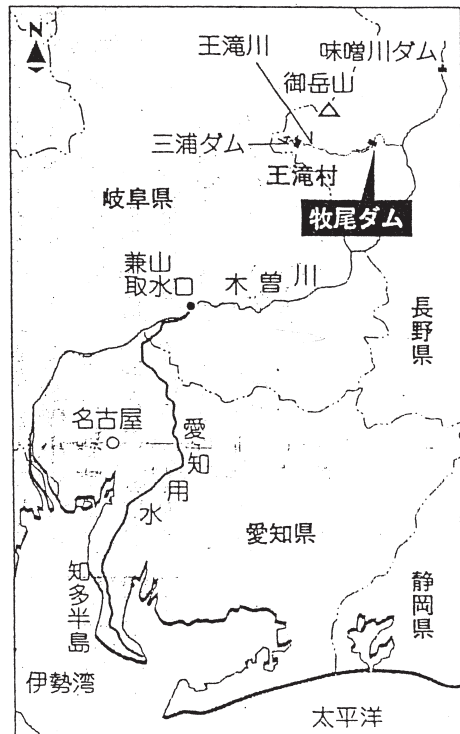 N
王滝川
味噌川ダム
御岳山
三浦ダム
王滝村
岐阜県
牧尾ダム
兼山
取水口
木曽川
長野県
名古屋
愛知用水
愛知県
知多半島
静岡県
伊勢湾
太平洋